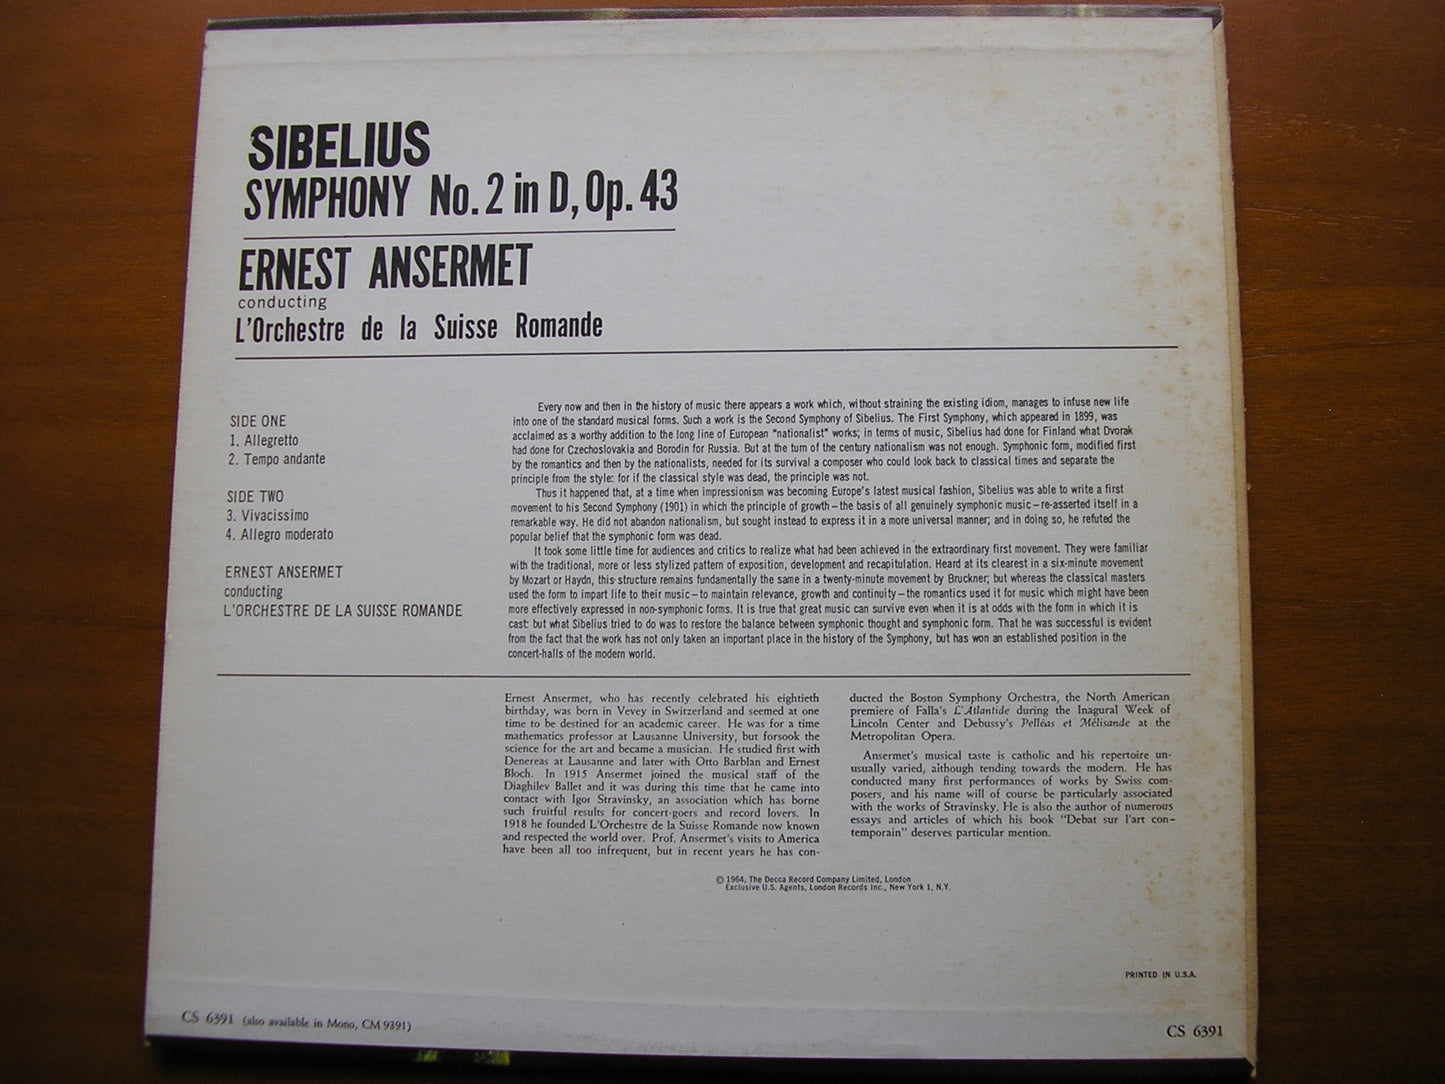 SIBELIUS
SYMPHONY No. 2 in D, Op. 43
ERNEST ANSERMET
conducting
L'Orchestre de la Suisse Romande
SIDE ONE
1. Allegretto
2. Tempo andante
SIDE TWO
3. Vivacissimo
4. Allegro moderato
ERNEST ANSERMET
conducting
L'ORCHESTRE DE LA SUISSE ROMANDE
Every now and then in the history of music there appears a work which, without straining the existing idiom, manages to infuse new life
into one of the standard musical forms. Such a work is the Second Symphony of Sibelius. The First Symphony, which appeared in 1899, was
acclaimed as a worthy addition to the long line of European "nationalist" works; in terms of music, Sibelius had done for Finland what Dvorak
had done for Czechoslovakia and Borodin for Russia. But at the turn of the century nationalism was not enough. Symphonic form, modified first
by the romantics and then by the nationalists, needed for its survival a composer who could look back to classical times and separate the
principle from the style: for if the classical style was dead, the principle was not.
Thus it happened that, at a time when impressionism was becoming Europe's latest musical fashion, Sibelius was able to write a first
movement to his Second Symphony (1901) in which the principle of growth — the basis of all genuinely symphonic music — re-asserted itself in a
remarkable way. He did not abandon nationalism, but sought instead to express it in a more universal manner; and in doing so, he refuted the
popular belief that the symphonic form was dead.
It took some little time for audiences and critics to realize what had been achieved in the extraordinary first movement. They were familiar
with the traditional, more or less stylized pattern of exposition, development and recapitulation. Heard at its clearest in a six-minute movement
by Mozart or Haydn, this structure remains fundamentally the same in a twenty-minute movement by Bruckner; but whereas the classical masters
used the form to impart life to their music — to maintain relevance, growth and continuity — the romantics used it for music which might have been
more effectively expressed in non-symphonic forms. It is true that great music can survive even when it is at odds with the form in which it is
cast: but what Sibelius tried to do was to restore the balance between symphonic thought and symphonic form. That he was successful is evident
from the fact that the work has not only taken an important place in the history of the Symphony, but has won an established position in the
concert-halls of the modern world.
Ernest Ansermet, who has recently celebrated his eightieth
birthday, was born in Vevey in Switzerland and seemed at one
time to be destined for an academic career. He was for a time
mathematics professor at Lausanne University, but forsook the
science for the art and became a musician. He studied first with
Denereas at Lausanne and later with Otto Barblan and Ernest
Bloch. In 1915 Ansermet joined the musical staff of the
Diaghilev Ballet and it was during this time that he came into
contact with Igor Stravinsky, an association which has borne
such fruitful results for concert-goers and record lovers. In
1918 he founded L'Orchestre de la Suisse Romande now known
and respected the world over. Prof. Ansermet's visits to America
have been all too infrequent, but in recent years he has con-
ducted the Boston Symphony Orchestra, the North American
premiere of Falla's L'Atlantide during the Inagural Week of
Lincoln Center and Debussy's Pelléas et Mélisande at the
Metropolitan Opera.
Ansermet's musical taste is catholic and his repertoire un-
usually varied, although tending towards the modern. He has
conducted many first performances of works by Swiss com-
posers, and his name will of course be particularly associated
with the works of Stravinsky. He is also the author of numerous
essays and articles of which his book "Debat sur l'art con-
temporain" deserves particular mention.
© 1964, The Decca Record Company Limited, London
Exclusive U.S. Agents, London Records Inc., New York 1, N.Y.
PRINTED IN U.S.A.
CS 6391 (also available in Mono, CM 9391)
CS 6391